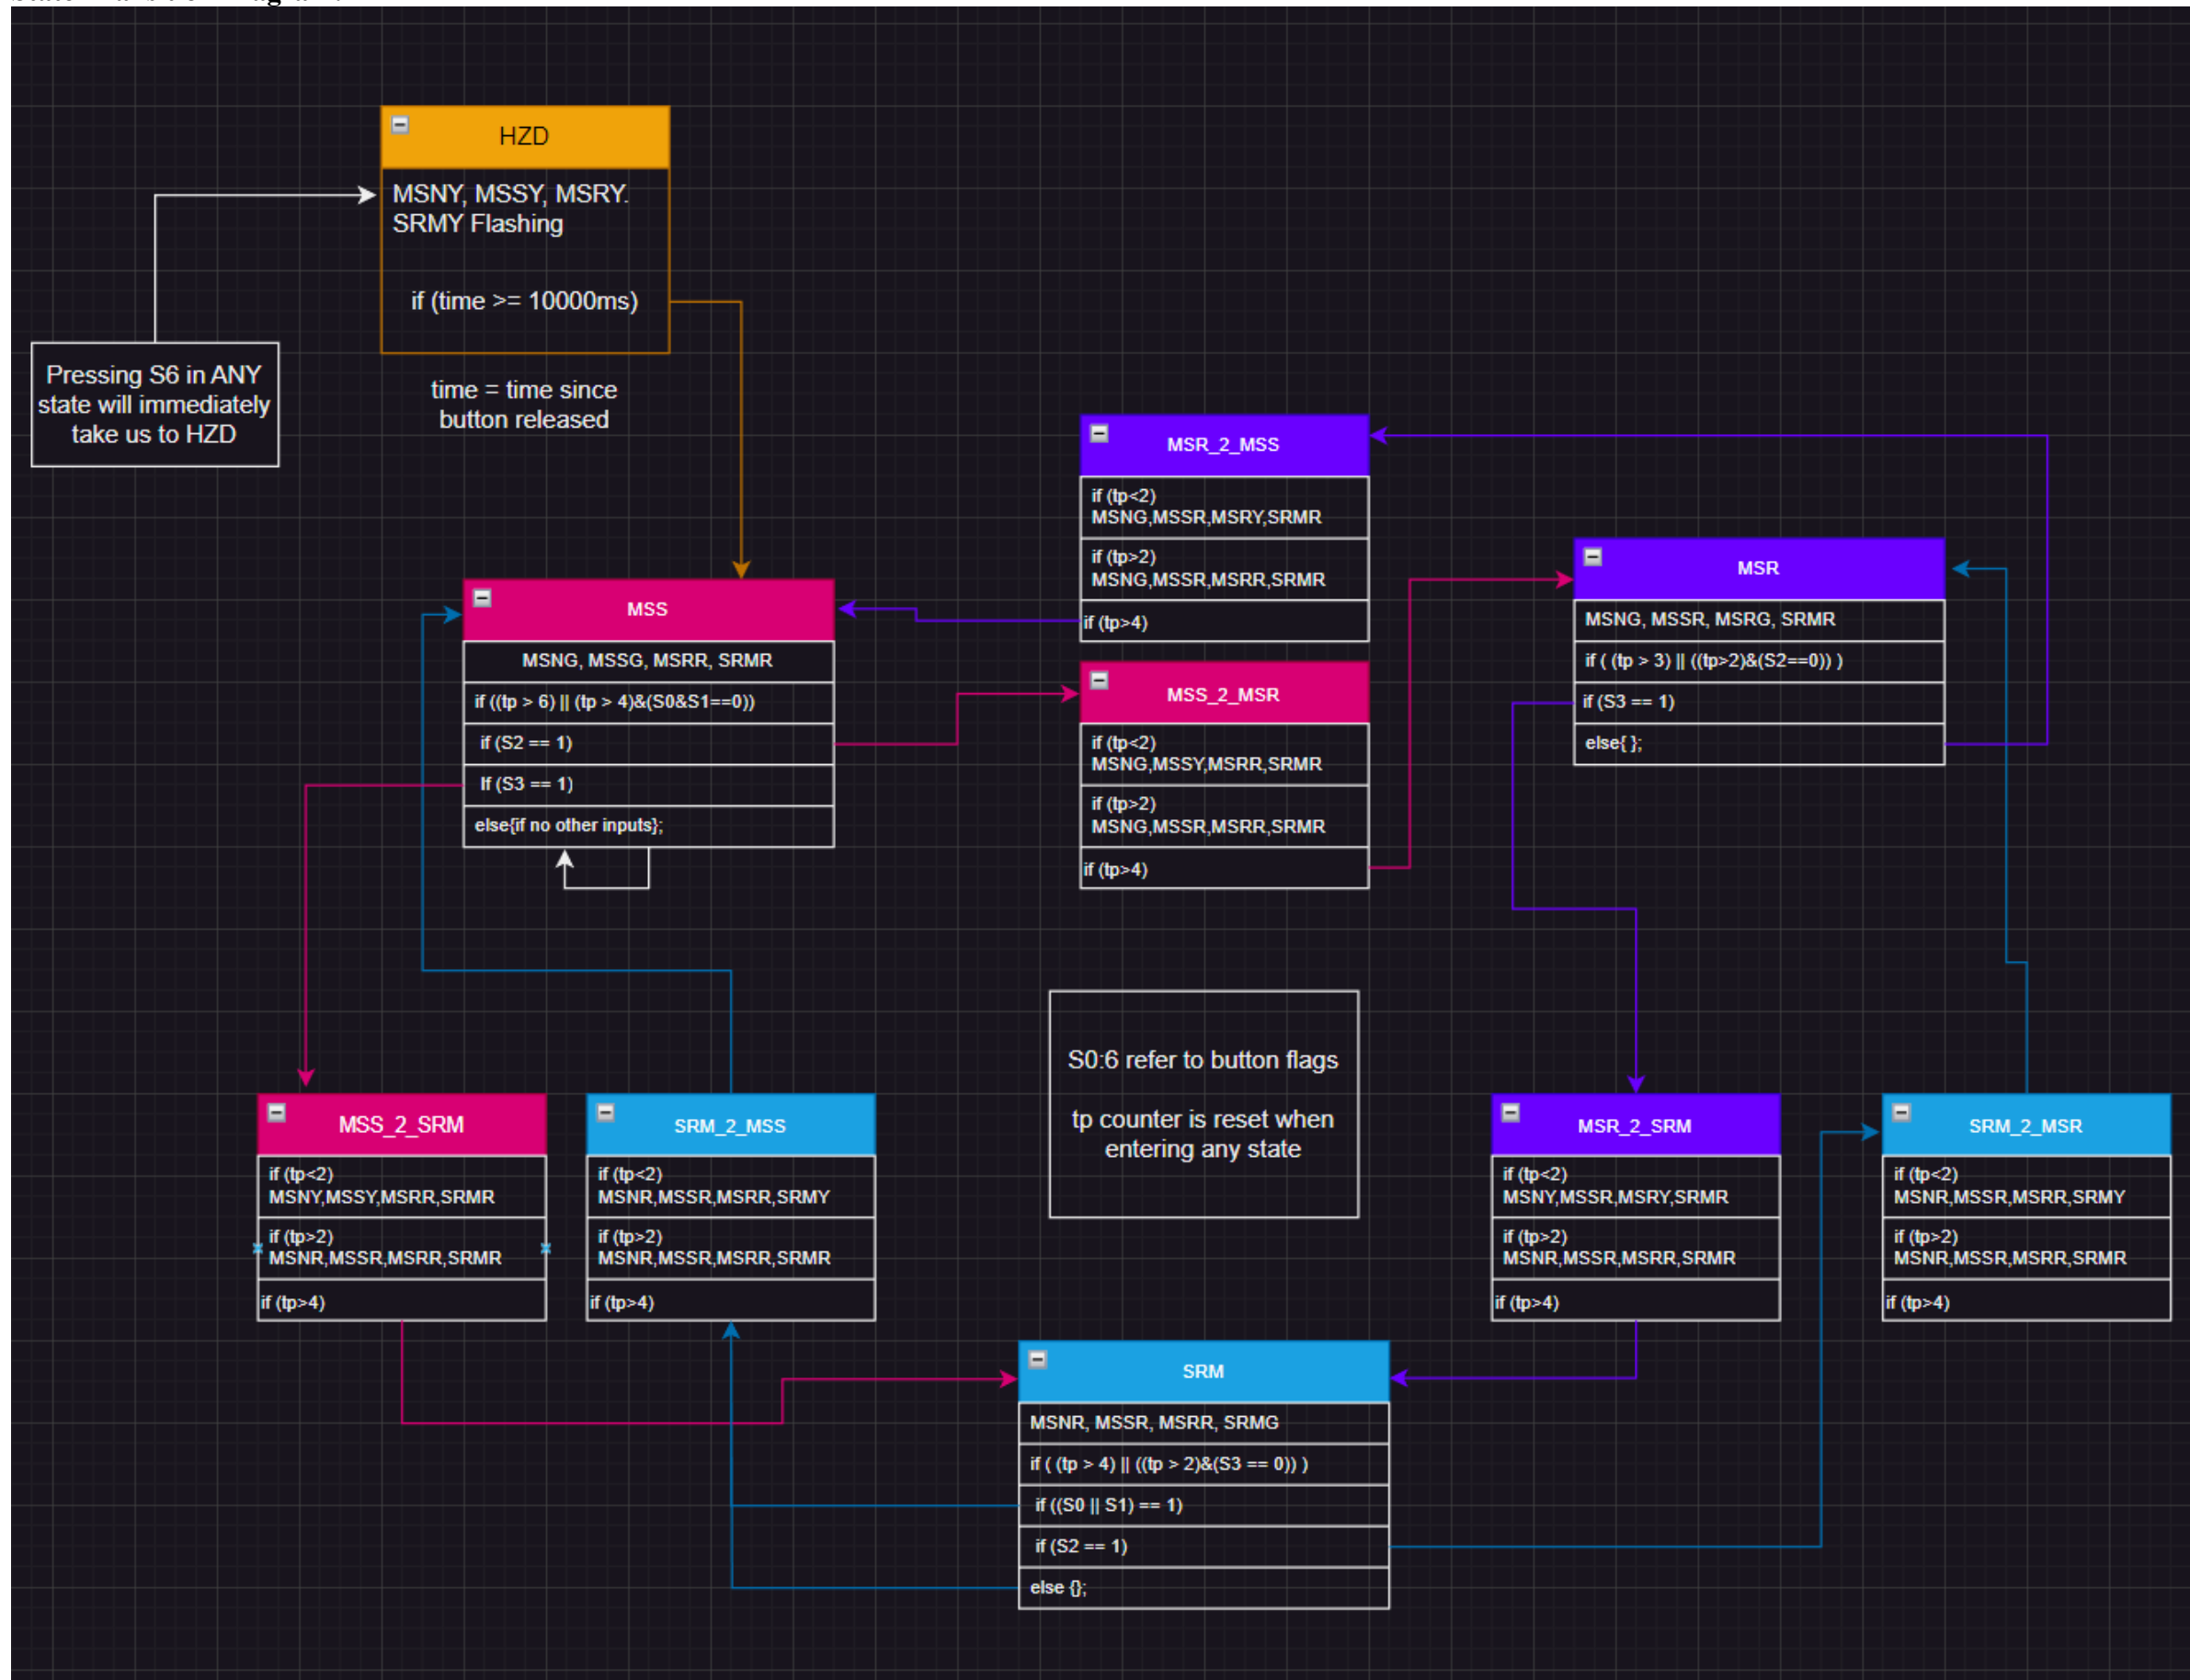 HZD
MSNY, MSSY, MSRY.
SRMY Flashing
if (time >= 10000ms)
Pressing S6 in ANY
state will immediately
take us to HZD
time = time since
button released
MSR_2_MSS
if (tp<2)
MSNG,MSSR,MSRY,SRMR
if (tp>2)
MSNG,MSSR,MSRR,SRMR
if (tp>4)
MSR
MSNG, MSSR, MSRG, SRMR
if ( (tp > 3) || ((tp>2)&(S2==0)) )
if (S3 == 1)
else{ };
MSS
MSNG, MSSG, MSRR, SRMR
if ((tp > 6) || (tp > 4)&(S0&S1==0))
if (S2 == 1)
If (S3 == 1)
else{if no other inputs};
MSS_2_MSR
if (tp<2)
MSNG,MSSY,MSRR,SRMR
if (tp>2)
MSNG,MSSR,MSRR,SRMR
if (tp>4)
S0:6 refer to button flags
tp counter is reset when
entering any state
MSS_2_SRM
if (tp<2)
MSNY,MSSY,MSRR,SRMR
if (tp>2)
MSNR,MSSR,MSRR,SRMR
if (tp>4)
SRM_2_MSS
if (tp<2)
MSNR,MSSR,MSRR,SRMY
if (tp>2)
MSNR,MSSR,MSRR,SRMR
if (tp>4)
MSR_2_SRM
if (tp<2)
MSNY,MSSR,MSRY,SRMR
if (tp>2)
MSNR,MSSR,MSRR,SRMR
if (tp>4)
SRM_2_MSR
if (tp<2)
MSNR,MSSR,MSRR,SRMY
if (tp>2)
MSNR,MSSR,MSRR,SRMR
if (tp>4)
SRM
MSNR, MSSR, MSRR, SRMG
if ( (tp > 4) || ((tp > 2)&(S3 == 0)) )
if ((S0 || S1) == 1)
if (S2 == 1)
else {};